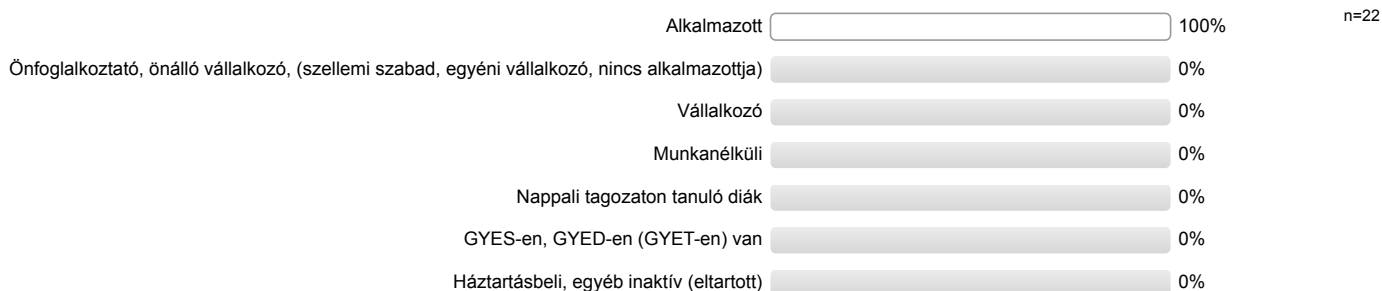 Alkalmazott 100% n=22
Önfoglalkoztató, önálló vállalkozó, (szellemi szabad, egyéni vállalkozó, nincs alkalmazottja) 0%
Vállalkozó 0%
Munkanélküli 0%
Nappali tagozaton tanuló diák 0%
GYES-en, GYED-en (GYET-en) van 0%
Háztartásbeli, egyéb inaktív (eltartott) 0%